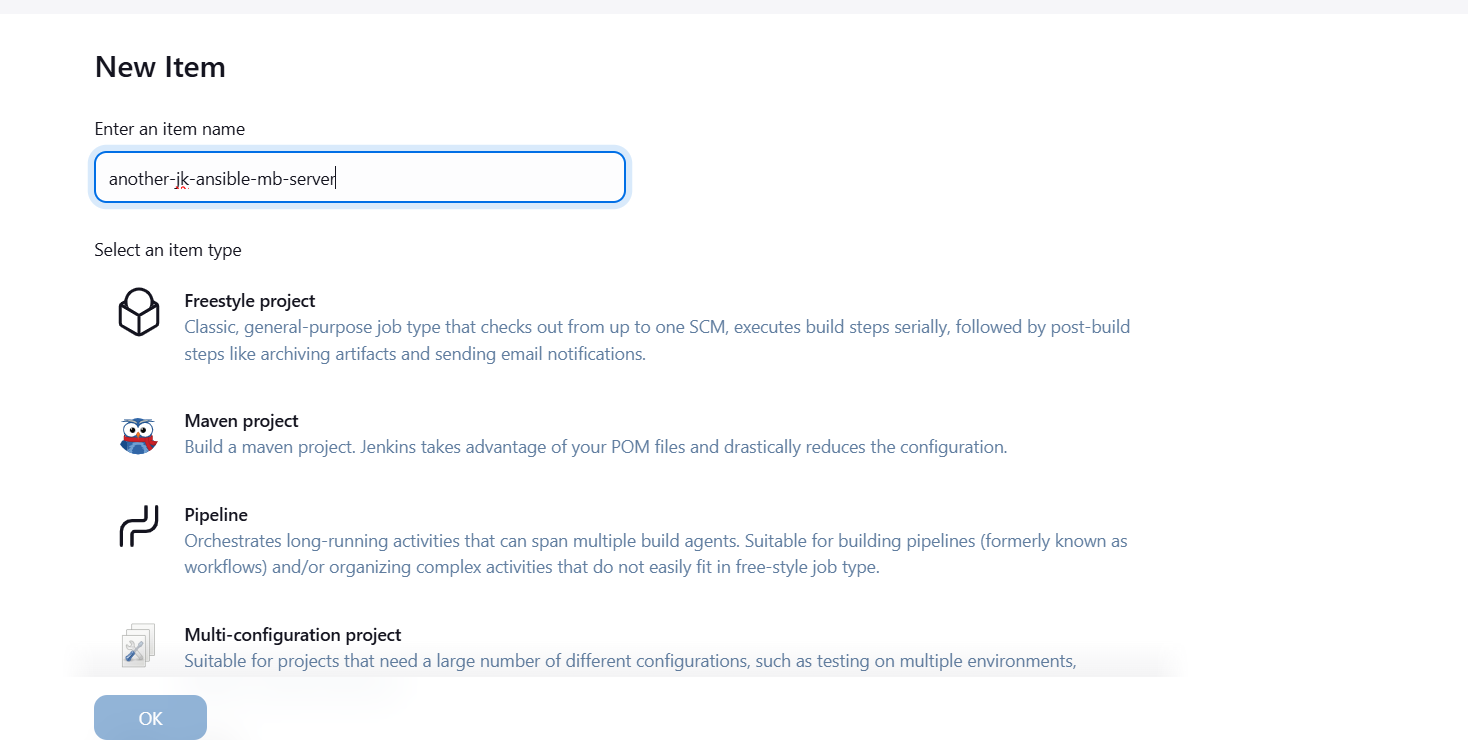 New Item
Enter an item name
another-jk-ansible-mb-server
Select an item type
Freestyle project
Classic, general-purpose job type that checks out from up to one SCM, executes build steps serially, followed by post-build
steps like archiving artifacts and sending email notifications.
Maven project
Build a maven project. Jenkins takes advantage of your POM files and drastically reduces the configuration.
Pipeline
Orchestrates long-running activities that can span multiple build agents. Suitable for building pipelines (formerly known as
workflows) and/or organizing complex activities that do not easily fit in free-style job type.
Multi-configuration project
Suitable for projects that need a large number of different configurations, such as testing on multiple environments,
OK